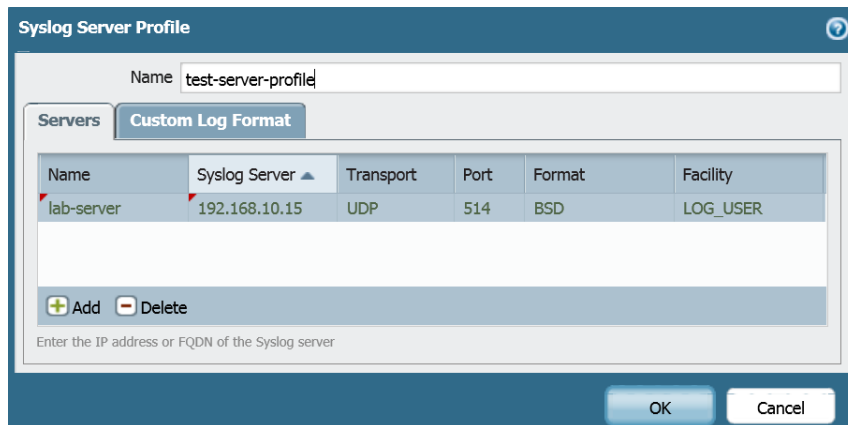 Syslog Server Profile
Name test-server-profile
Servers Custom Log Format
Name Syslog Server Transport Port Format Facility
lab-server 192.168.10.15 UDP 514 BSD LOG_USER
Add Delete
Enter the IP address or FQDN of the Syslog server
OK Cancel